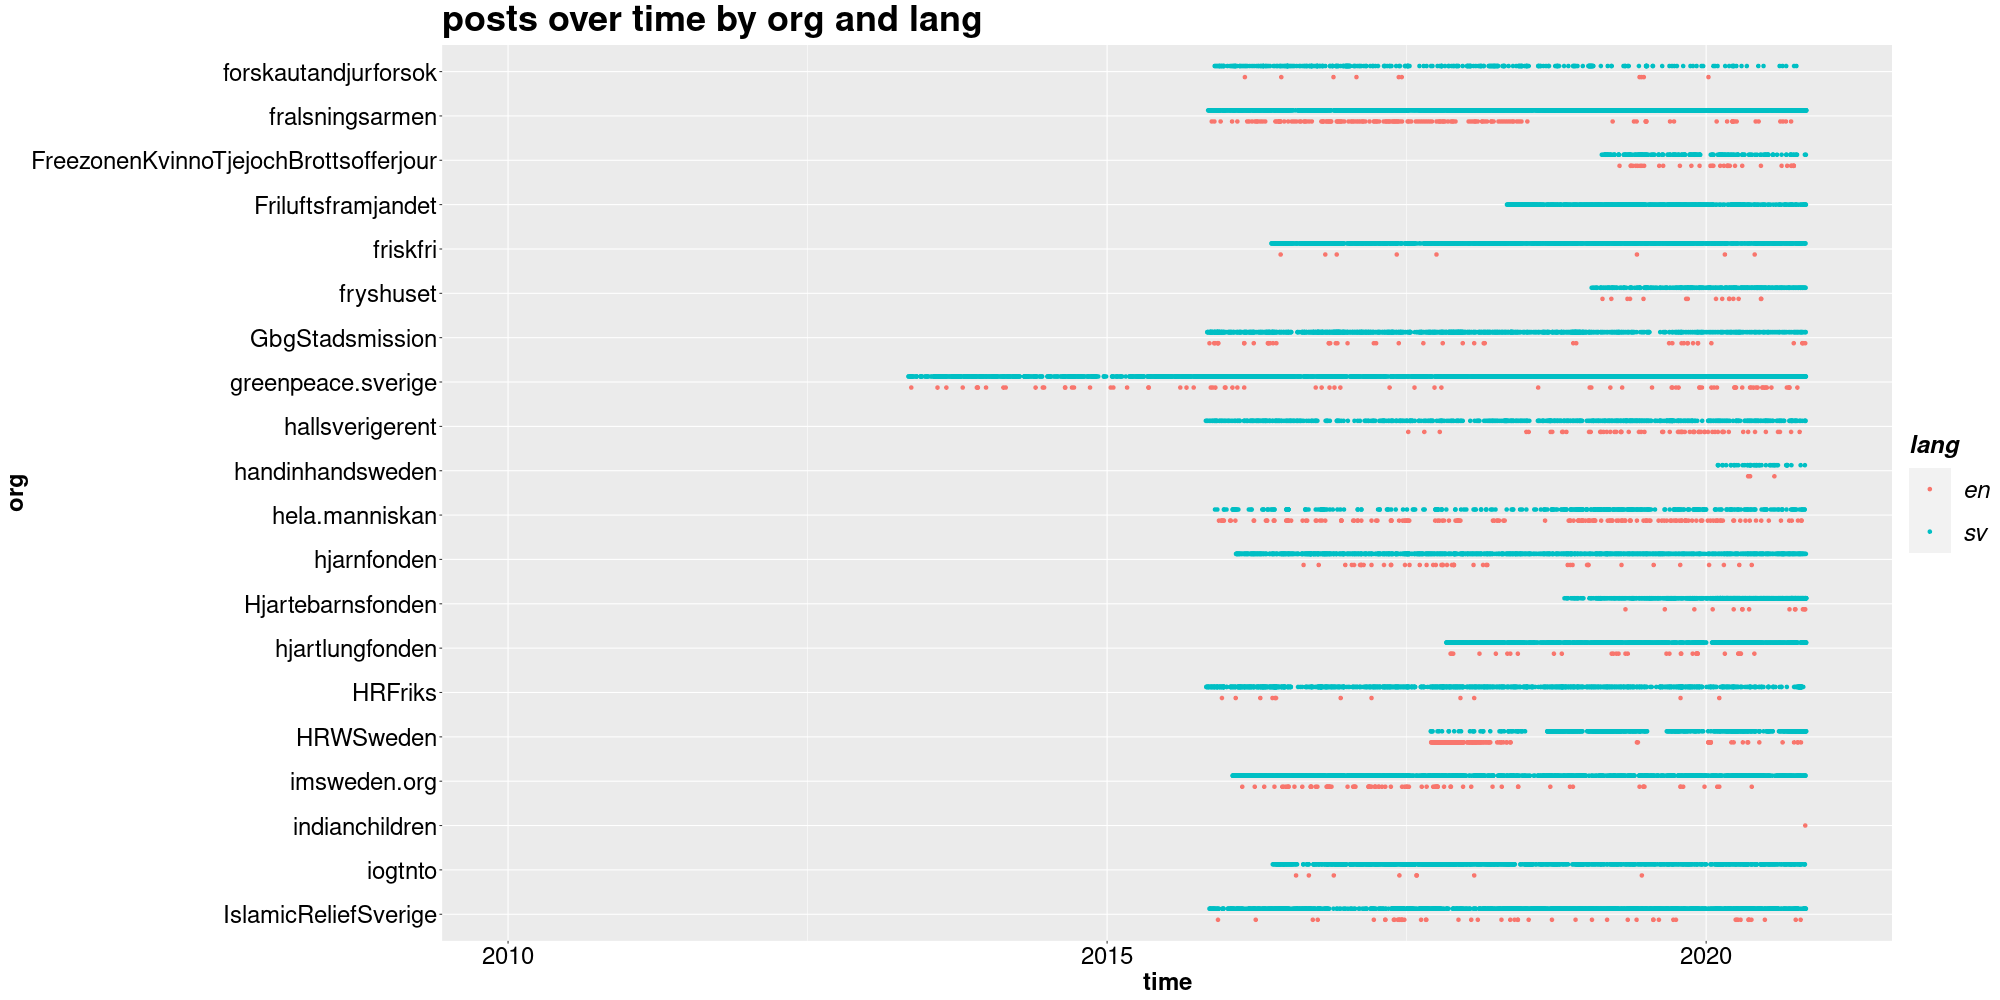 posts over time by org and lang
forskautandjurforsok
fralsningsarmen
FreezonenKvinnoTjejochBrottsofferjour
Friluftsframjandet
friskfri
fryshuset
GbgStadsmission
greenpeace.sverige
hallsverigerent
handinhandsweden
hela.manniskan
hjarnfonden
Hjartebarnsfonden
hjartlungfonden
HRFriks
HRWSweden
imsweden.org
indianchildren
iogtnto
IslamicReliefSverige
org
2010 2015 2020
time
lang
en
sv